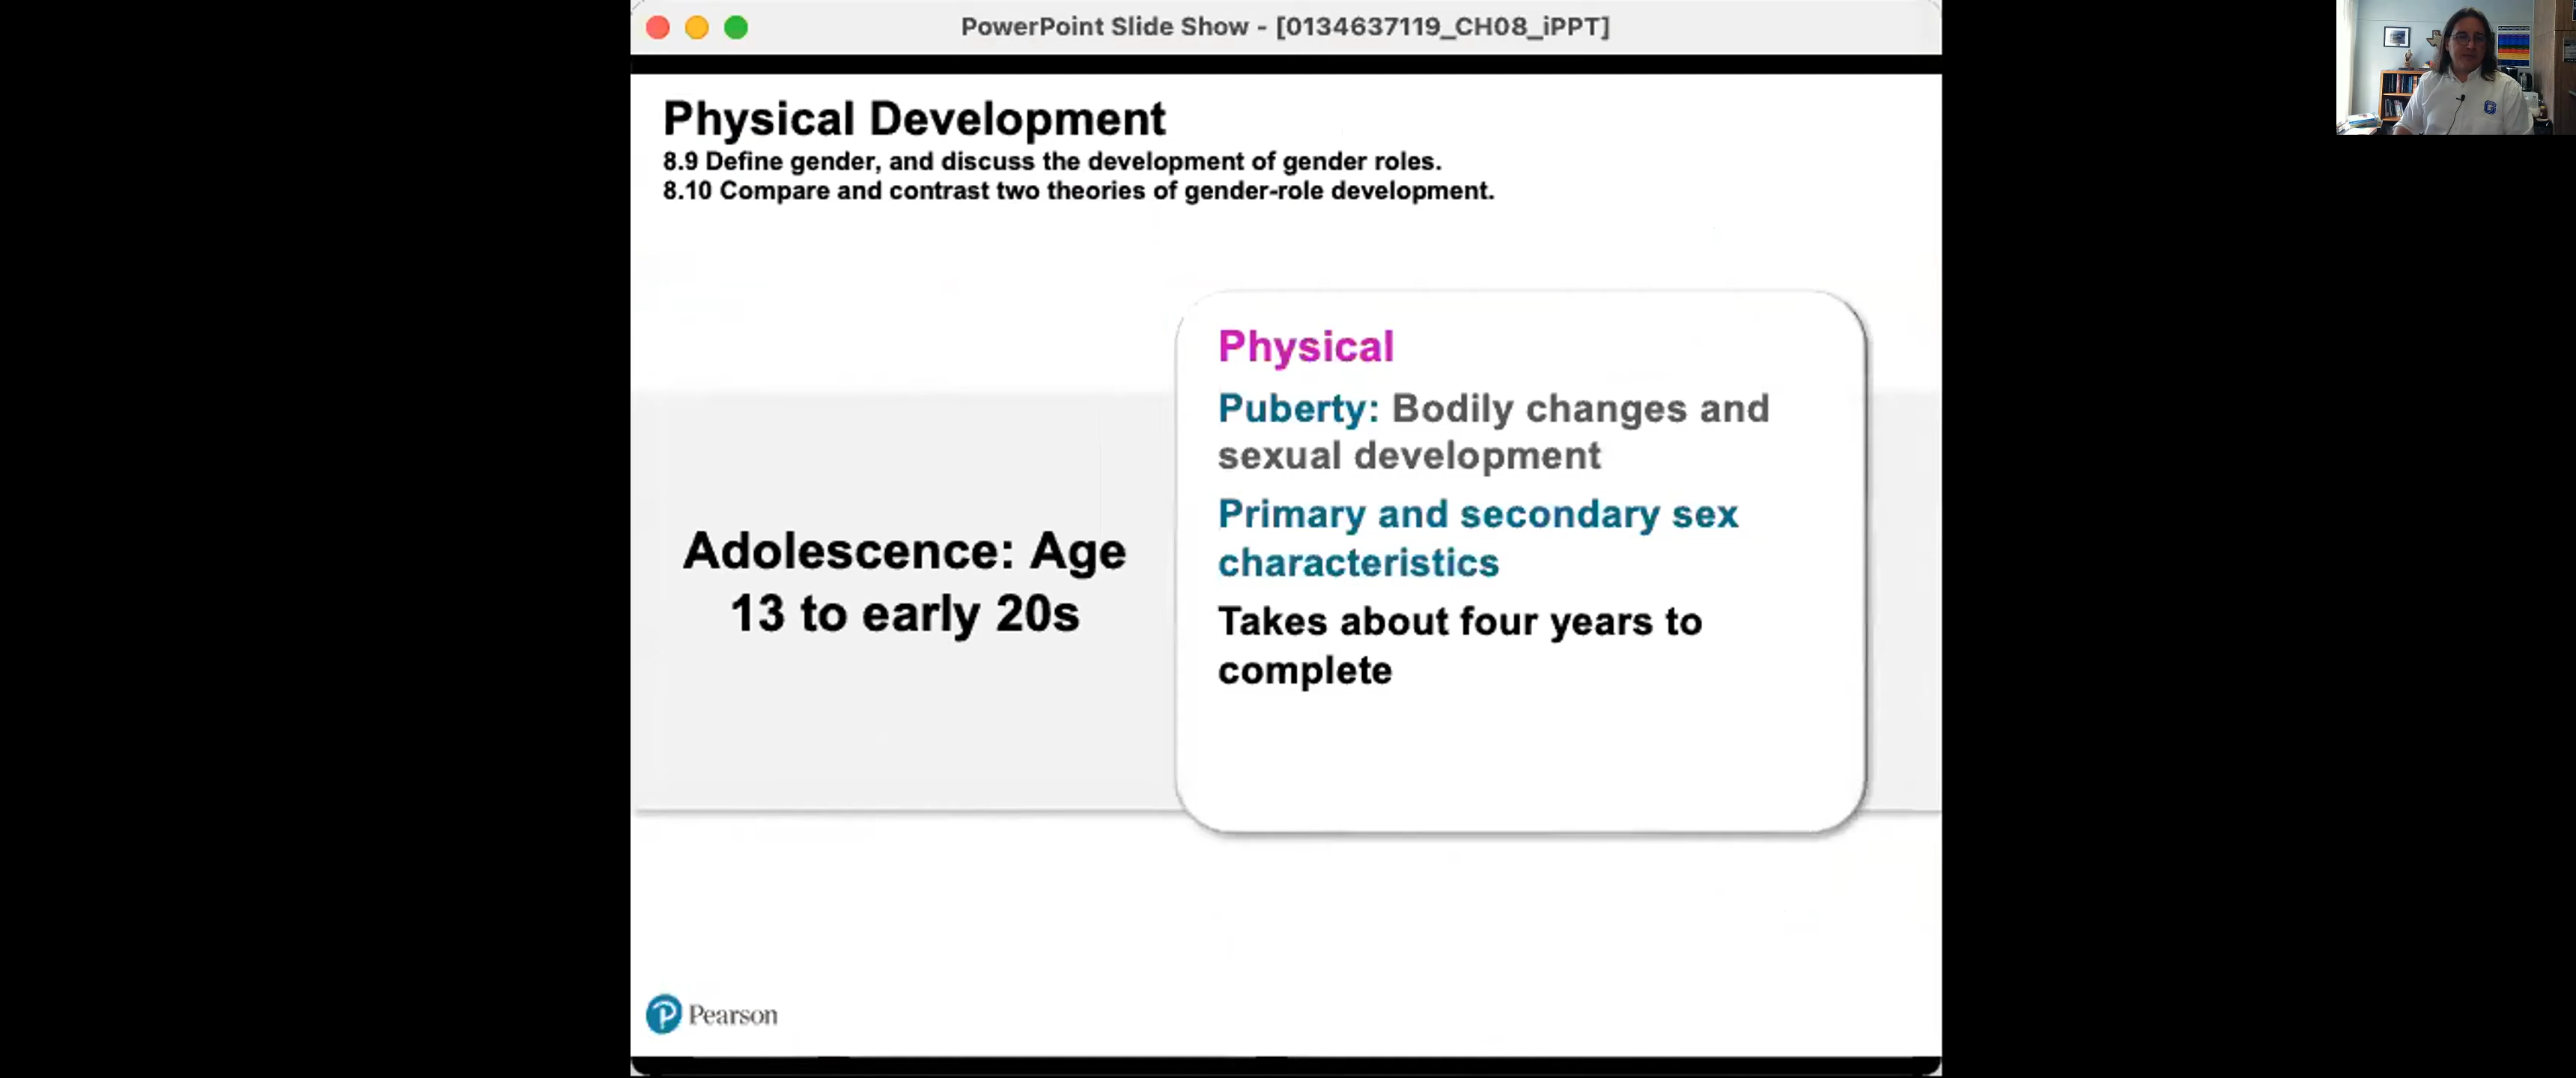 PowerPoint Slide Show - [0134637119_CH08_iPPT]
Physical Development
8.9 Define gender, and discuss the development of gender roles.
8.10 Compare and contrast two theories of gender-role development.
Adolescence: Age
13 to early 20s
Physical
Puberty: Bodily changes and
sexual development
Primary and secondary sex
characteristics
Takes about four years to
complete
Pearson